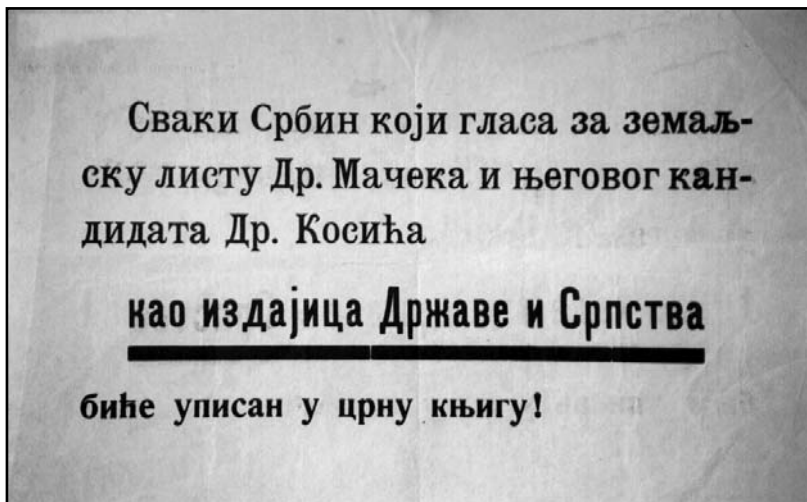 Сваки Србин који гласа за земаљ-
ску листу Др. Мачека и његовог кан-
дидата Др. Косића
као издајица Државе и Српства
биће уписан у црну књигу!